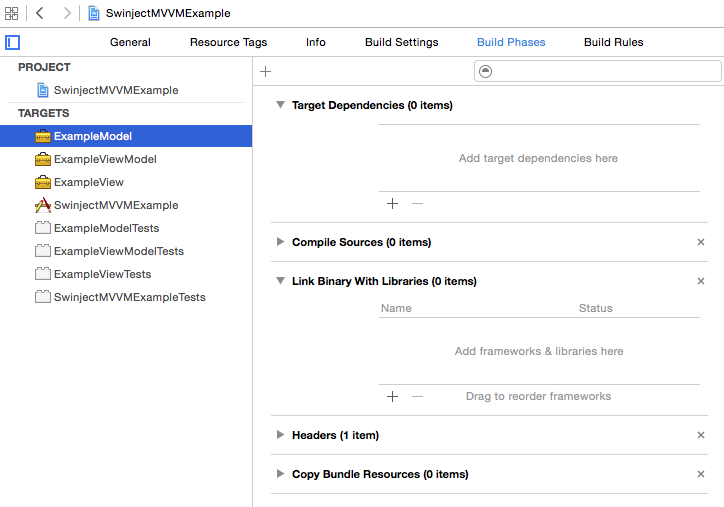 SwinjectMVVMExample
General Resource Tags Info Build Settings Build Phases Build Rules
PROJECT
SwinjectMVVMExample
TARGETS
ExampleModel
ExampleViewModel
ExampleView
SwinjectMVVMExample
ExampleModelTests
ExampleViewModelTests
ExampleViewTests
SwinjectMVVMExampleTests
Target Dependencies (0 items)
Add target dependencies here
Compile Sources (0 items)
Link Binary With Libraries (0 items)
Name Status
Add frameworks & libraries here
Drag to reorder frameworks
Headers (1 item)
Copy Bundle Resources (0 items)